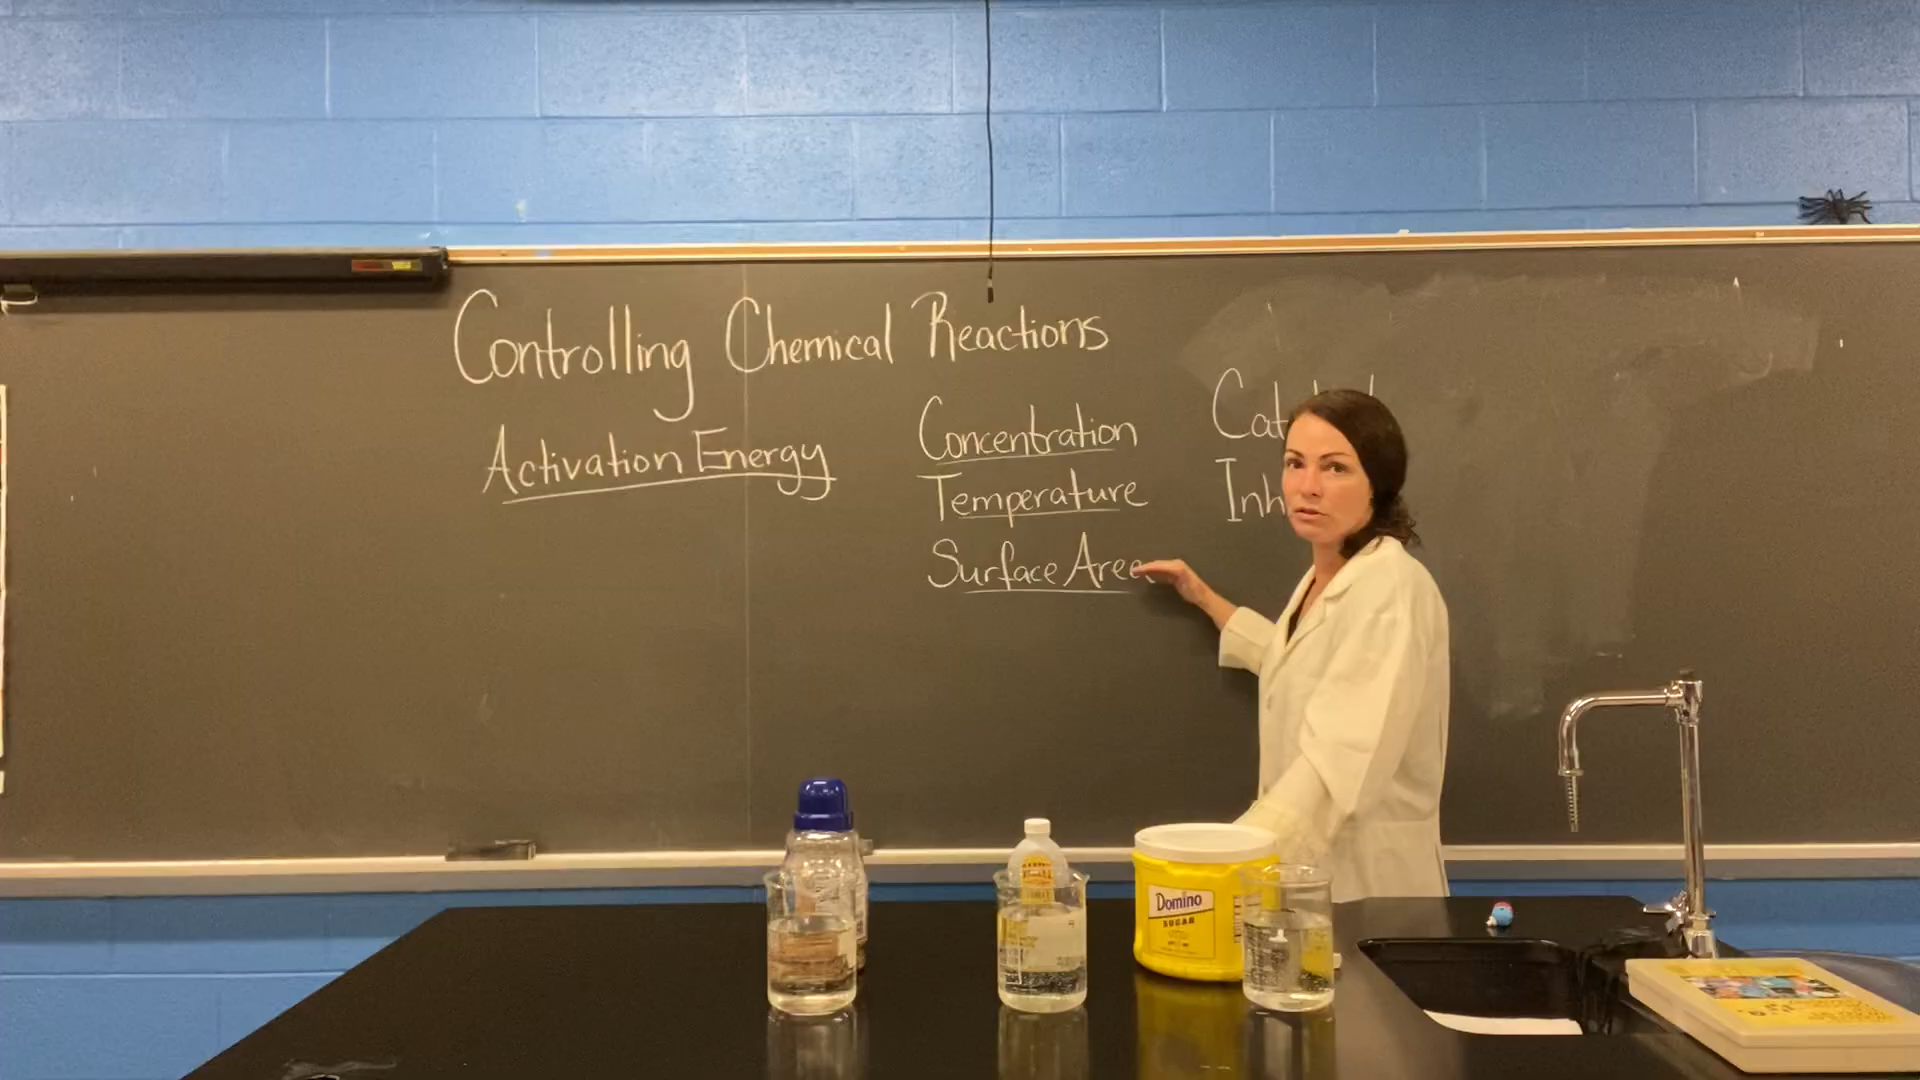 Controlling Chemical Reactions
Activation Energy
Concentration
Temperature
Surface Area
Domino
SUGAR